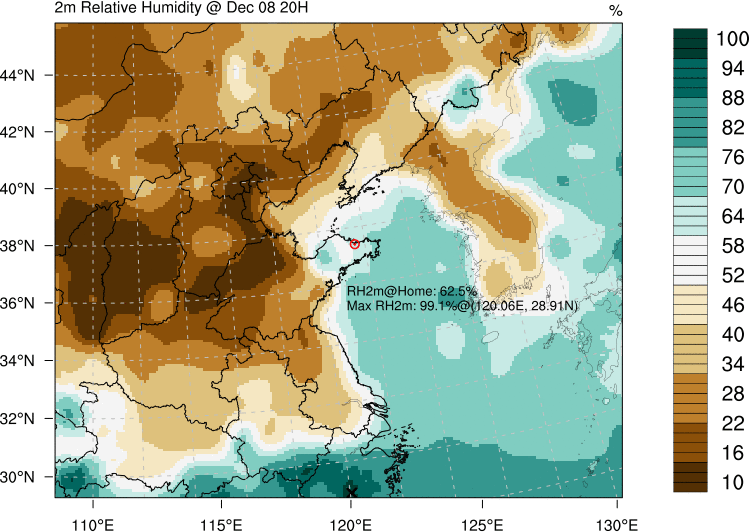 2m Relative Humidity @ Dec 08 20H
%
100
94
88
82
76
70
64
58
52
46
40
34
28
22
16
10
44°N
42°N
40°N
38°N
36°N
34°N
32°N
30°N
RH2m@Home: 62.5%
Max RH2m: 99.1%@(120.06E, 28.91N)
110°E
115°E
120°E
125°E
130°E